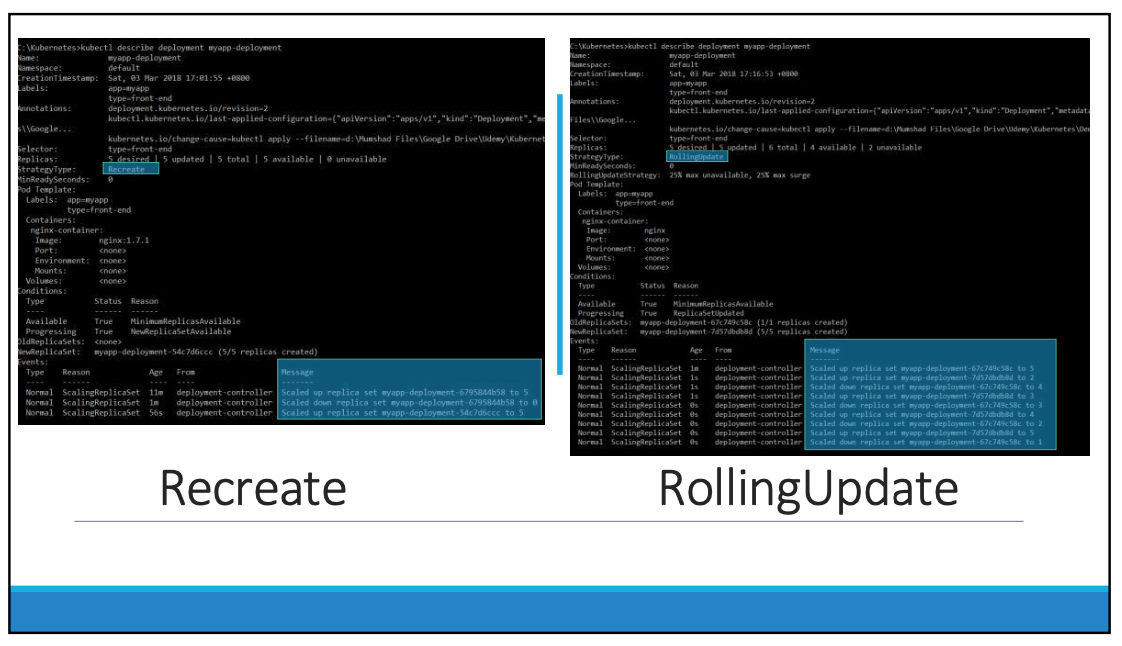 C:\Kubernetes>kubectl describe deployment myapp-deployment
Name: myapp-deployment
Namespace: default
CreationTimestamp: Sat, 03 Mar 2018 17:01:55 +0800
Labels: app=myapp
type=front-end
Annotations: deployment.kubernetes.io/revision=2
kubectl.kubernetes.io/last-applied-configuration={"apiVersion":"apps/v1","kind":"Deployment","me
s\\Google...
kubernetes.io/change-cause=kubectl apply --filename=d:\Mumshad Files\Google Drive\Udemy\Kubernet
Selector: type=front-end
Replicas: 5 desired | 5 updated | 5 total | 5 available | 0 unavailable
StrategyType: Recreate
MinReadySeconds: 0
Pod Template:
Labels: app=myapp
type=front-end
Containers:
nginx-container:
Image: nginx:1.7.1
Port: <none>
Environment: <none>
Mounts: <none>
Volumes: <none>
Conditions:
Type Status Reason
---- ------ ------
Available True MinimumReplicasAvailable
Progressing True NewReplicaSetAvailable
OldReplicaSets: <none>
NewReplicaSet: myapp-deployment-54c7d6ccc (5/5 replicas created)
Events:
Type Reason Age From Message
---- ------ ---- ---- -------
Normal ScalingReplicaSet 11m deployment-controller Scaled up replica set myapp-deployment-6795844b58 to 5
Normal ScalingReplicaSet 1m deployment-controller Scaled down replica set myapp-deployment-6795844b58 to 0
Normal ScalingReplicaSet 56s deployment-controller Scaled up replica set myapp-deployment-54c7d6ccc to 5
Recreate
C:\Kubernetes>kubectl describe deployment myapp-deployment
Name: myapp-deployment
Namespace: default
CreationTimestamp: Sat, 03 Mar 2018 17:16:53 +0800
Labels: app=myapp
type=front-end
Annotations: deployment.kubernetes.io/revision=2
kubectl.kubernetes.io/last-applied-configuration={"apiVersion":"apps/v1","kind":"Deployment","metadata
Files\\Google...
kubernetes.io/change-cause=kubectl apply --filename=d:\Mumshad Files\Google Drive\Udemy\Kubernetes\Dem
Selector: type=front-end
Replicas: 5 desired | 5 updated | 6 total | 4 available | 2 unavailable
StrategyType: RollingUpdate
MinReadySeconds: 0
RollingUpdateStrategy: 25% max unavailable, 25% max surge
Pod Template:
Labels: app=myapp
type=front-end
Containers:
nginx-container:
Image: nginx
Port: <none>
Environment: <none>
Mounts: <none>
Volumes: <none>
Conditions:
Type Status Reason
---- ------ ------
Available True MinimumReplicasAvailable
Progressing True ReplicaSetUpdated
OldReplicaSets: myapp-deployment-67c749c58c (1/1 replicas created)
NewReplicaSet: myapp-deployment-7d57dbdb8d (5/5 replicas created)
Events:
Type Reason Age From Message
---- ------ ---- ---- -------
Normal ScalingReplicaSet 1m deployment-controller Scaled up replica set myapp-deployment-67c749c58c to 5
Normal ScalingReplicaSet 1s deployment-controller Scaled up replica set myapp-deployment-7d57dbdb8d to 2
Normal ScalingReplicaSet 1s deployment-controller Scaled down replica set myapp-deployment-67c749c58c to 4
Normal ScalingReplicaSet 1s deployment-controller Scaled up replica set myapp-deployment-7d57dbdb8d to 3
Normal ScalingReplicaSet 0s deployment-controller Scaled down replica set myapp-deployment-67c749c58c to 3
Normal ScalingReplicaSet 0s deployment-controller Scaled up replica set myapp-deployment-7d57dbdb8d to 4
Normal ScalingReplicaSet 0s deployment-controller Scaled down replica set myapp-deployment-67c749c58c to 2
Normal ScalingReplicaSet 0s deployment-controller Scaled up replica set myapp-deployment-7d57dbdb8d to 5
Normal ScalingReplicaSet 0s deployment-controller Scaled down replica set myapp-deployment-67c749c58c to 1
RollingUpdate